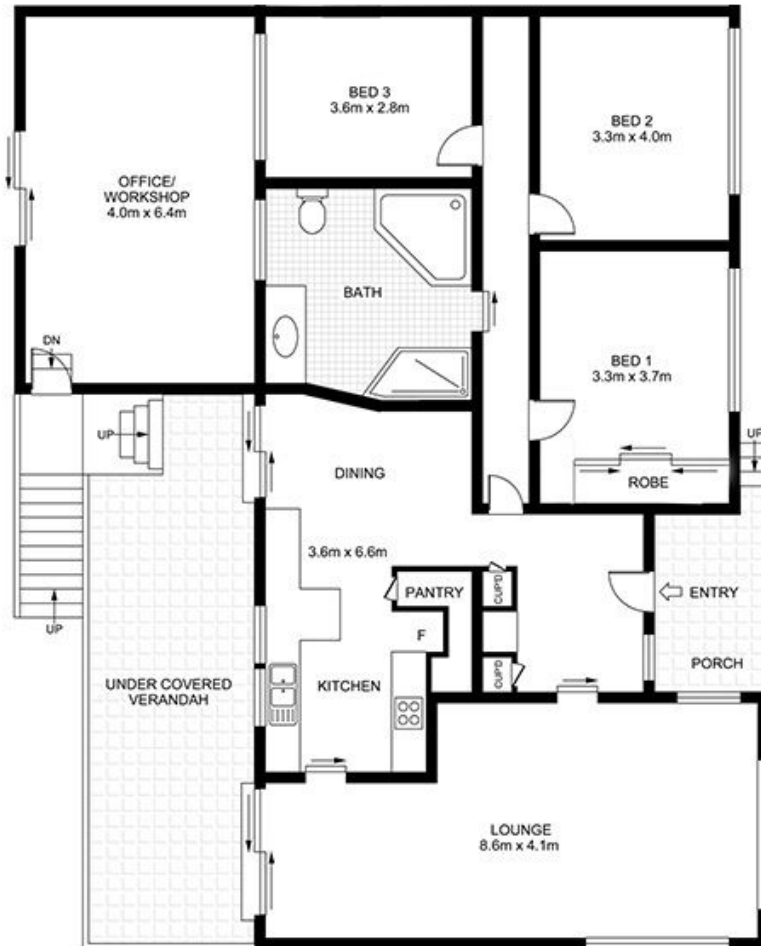 BED 3
3.6m x 2.8m
BED 2
3.3m x 4.0m
OFFICE/
WORKSHOP
4.0m x 6.4m
BATH
DN
BED 1
3.3m x 3.7m
UP
UP
DINING
ROBE
3.6m x 6.6m
CUP'D
PANTRY
ENTRY
UP
F
PORCH
UNDER COVERED
VERANDAH
KITCHEN
CUP'D
LOUNGE
8.6m x 4.1m